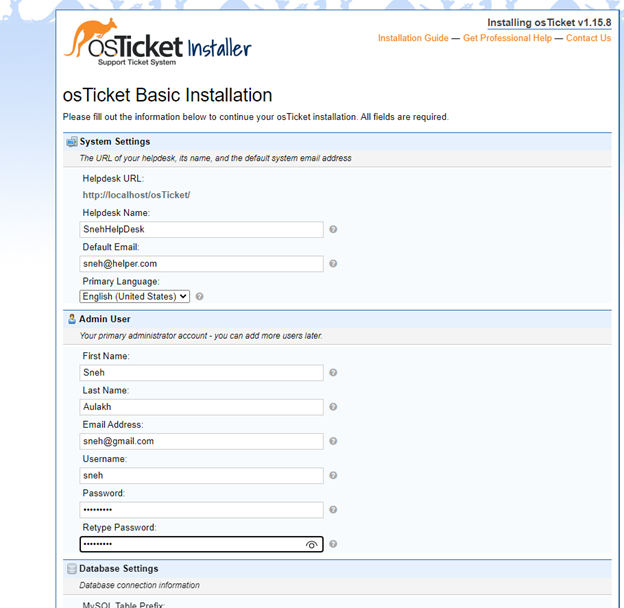 Installing osTicket v1.15.8
osTicket Installer
Support Ticket System
Installation Guide — Get Professional Help — Contact Us
osTicket Basic Installation
Please fill out the information below to continue your osTicket installation. All fields are required.
System Settings
The URL of your helpdesk, its name, and the default system email address
Helpdesk URL:
http://localhost/osTicket/
Helpdesk Name:
SnehHelpDesk
Default Email:
sneh@helper.com
Primary Language:
English (United States)
Admin User
Your primary administrator account - you can add more users later.
First Name:
Sneh
Last Name:
Aulakh
Email Address:
sneh@gmail.com
Username:
sneh
Password:
•••••••••
Retype Password:
•••••••••
Database Settings
Database connection information
MySQL Table Prefix: